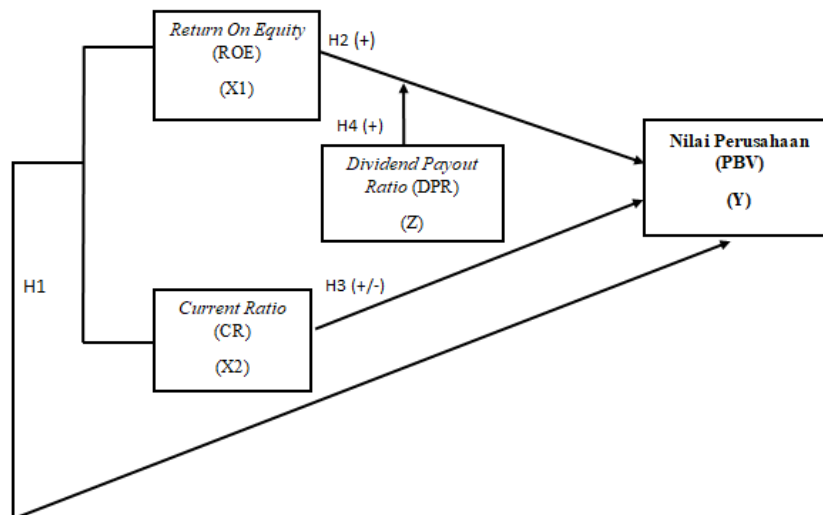 Return On Equity
(ROE)
(X1)
H2 (+)
H4 (+)
Dividend Payout
Ratio (DPR)
(Z)
Nilai Perusahaan
(PBV)
(Y)
H1
H3 (+/-)
Current Ratio
(CR)
(X2)